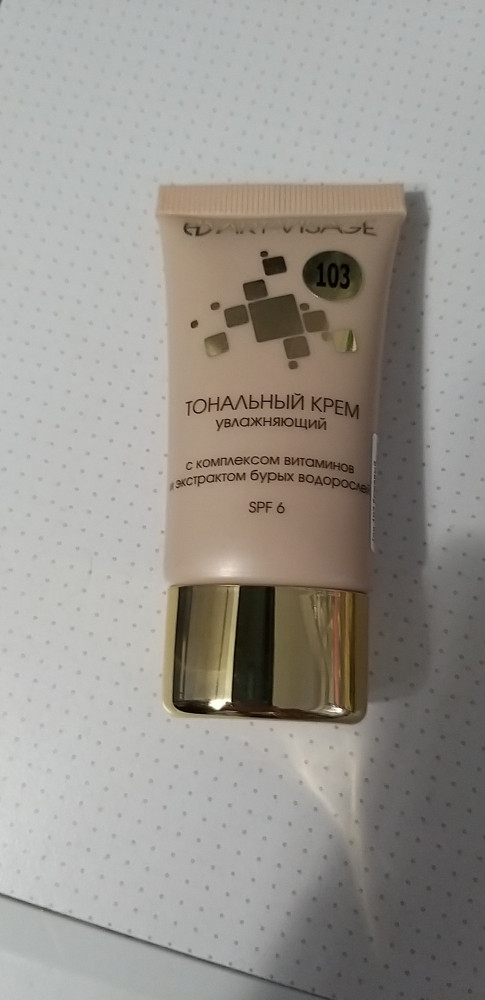 ART-VISAGE
103
ТОНАЛЬНЫЙ КРЕМ
увлажняющий
с комплексом витаминов
и экстрактом бурых водорослей
SPF 6